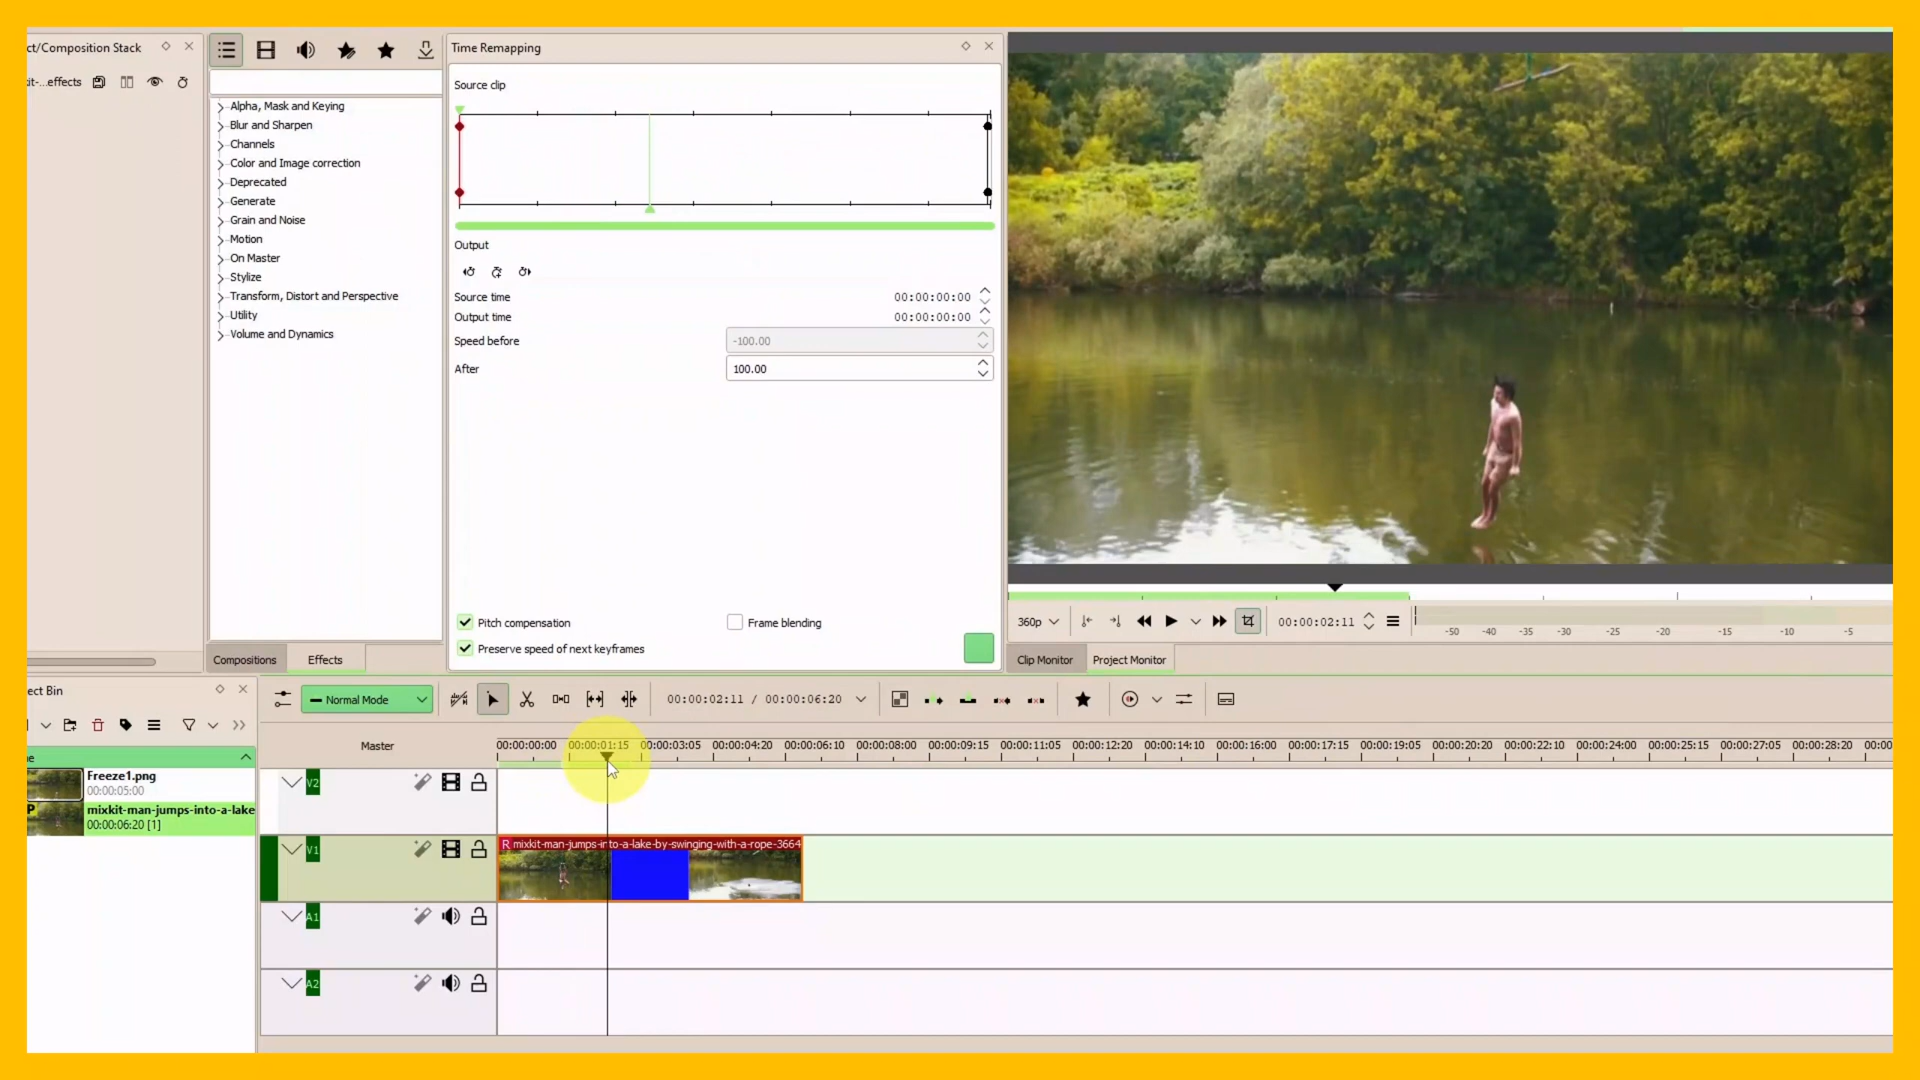 ct/Composition Stack
it-...effects
Alpha, Mask and Keying
Blur and Sharpen
Channels
Color and Image correction
Deprecated
Generate
Grain and Noise
Motion
On Master
Stylize
Transform, Distort and Perspective
Utility
Volume and Dynamics
Compositions
Effects
Time Remapping
Source clip
Output
Source time 00:00:00:00
Output time 00:00:00:00
Speed before -100.00
After 100.00
Pitch compensation
Frame blending
Preserve speed of next keyframes
360p
00:00:02:11
-50 -40 -35 -30 -25 -20 -15 -10 -5
Clip Monitor
Project Monitor
ect Bin
e
Freeze1.png
00:00:05:00
P
mixkit-man-jumps-into-a-lake
00:00:06:20 [1]
Normal Mode
00:00:02:11 / 00:00:06:20
Master
00:00:00:00 00:00:01:15 00:00:03:05 00:00:04:20 00:00:06:10 00:00:08:00 00:00:09:15 00:00:11:05 00:00:12:20 00:00:14:10 00:00:16:00 00:00:17:15 00:00:19:05 00:00:20:20 00:00:22:10 00:00:24:00 00:00:25:15 00:00:27:05 00:00:28:20 00:00
V2
V1
R mixkit-man-jumps-into-a-lake-by-swinging-with-a-rope-3664
A1
A2